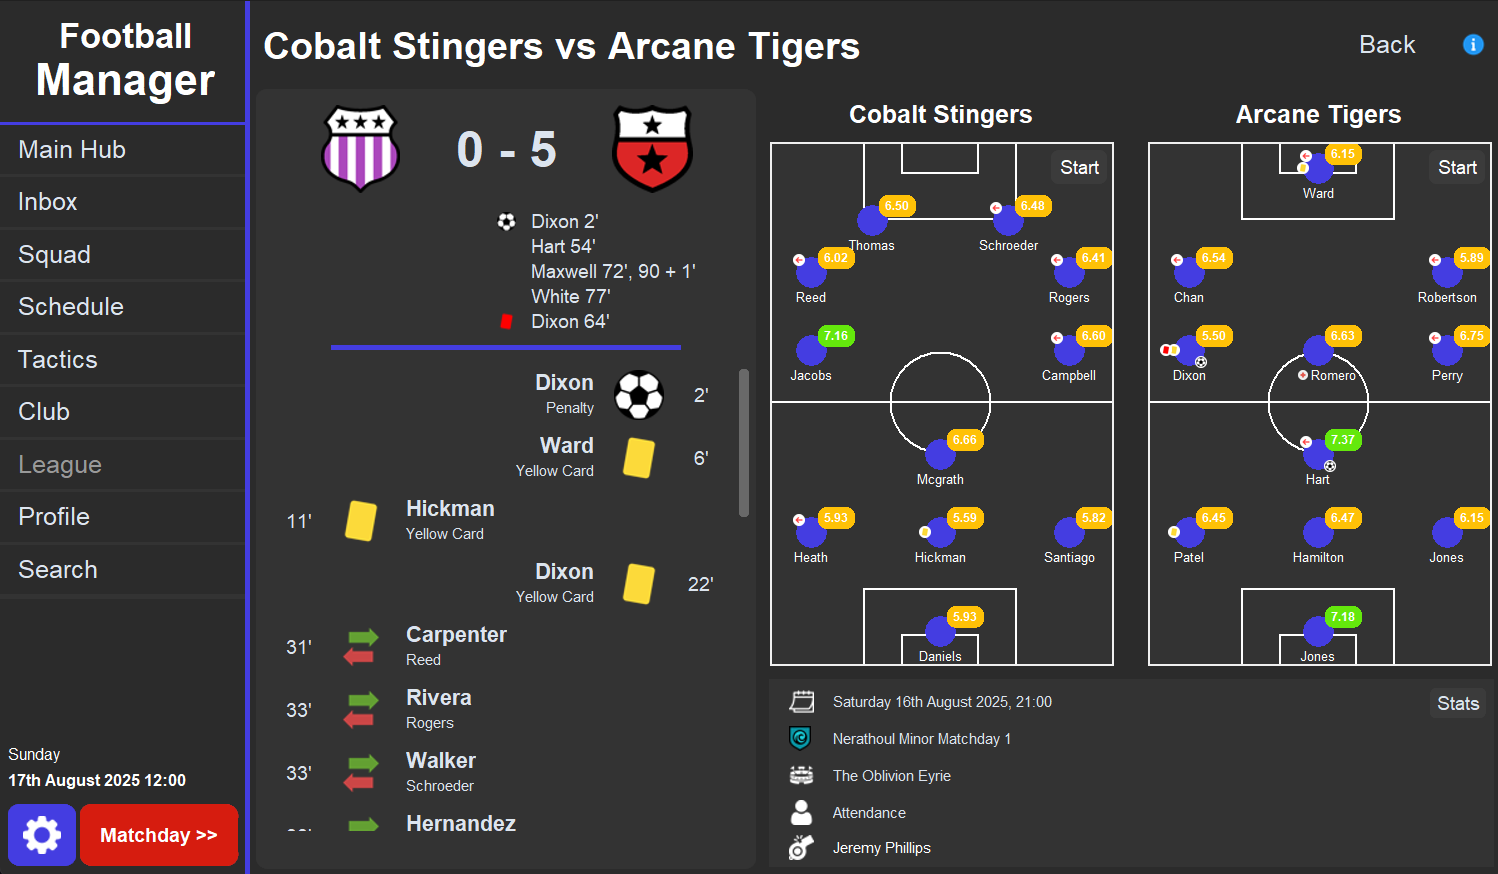 Football
Manager
Main Hub
Inbox
Squad
Schedule
Tactics
Club
League
Profile
Search
Sunday
17th August 2025 12:00
Matchday >>
Cobalt Stingers vs Arcane Tigers
Back
i
0 - 5
Dixon 2'
Hart 54'
Maxwell 72', 90 + 1'
White 77'
Dixon 64'
Dixon
Penalty
2'
Ward
Yellow Card
6'
11'
Hickman
Yellow Card
Dixon
Yellow Card
22'
31'
Carpenter
Reed
33'
Rivera
Rogers
33'
Walker
Schroeder
Hernandez
Cobalt Stingers
Start
6.50
Thomas
6.48
Schroeder
6.02
Reed
6.41
Rogers
7.16
Jacobs
6.60
Campbell
6.66
Mcgrath
5.93
Heath
5.59
Hickman
5.82
Santiago
5.93
Daniels
Arcane Tigers
Start
6.15
Ward
6.54
Chan
5.89
Robertson
5.50
Dixon
6.63
Romero
6.75
Perry
7.37
Hart
6.45
Patel
6.47
Hamilton
6.15
Jones
7.18
Jones
Saturday 16th August 2025, 21:00
Nerathoul Minor Matchday 1
The Oblivion Eyrie
Attendance
Jeremy Phillips
Stats